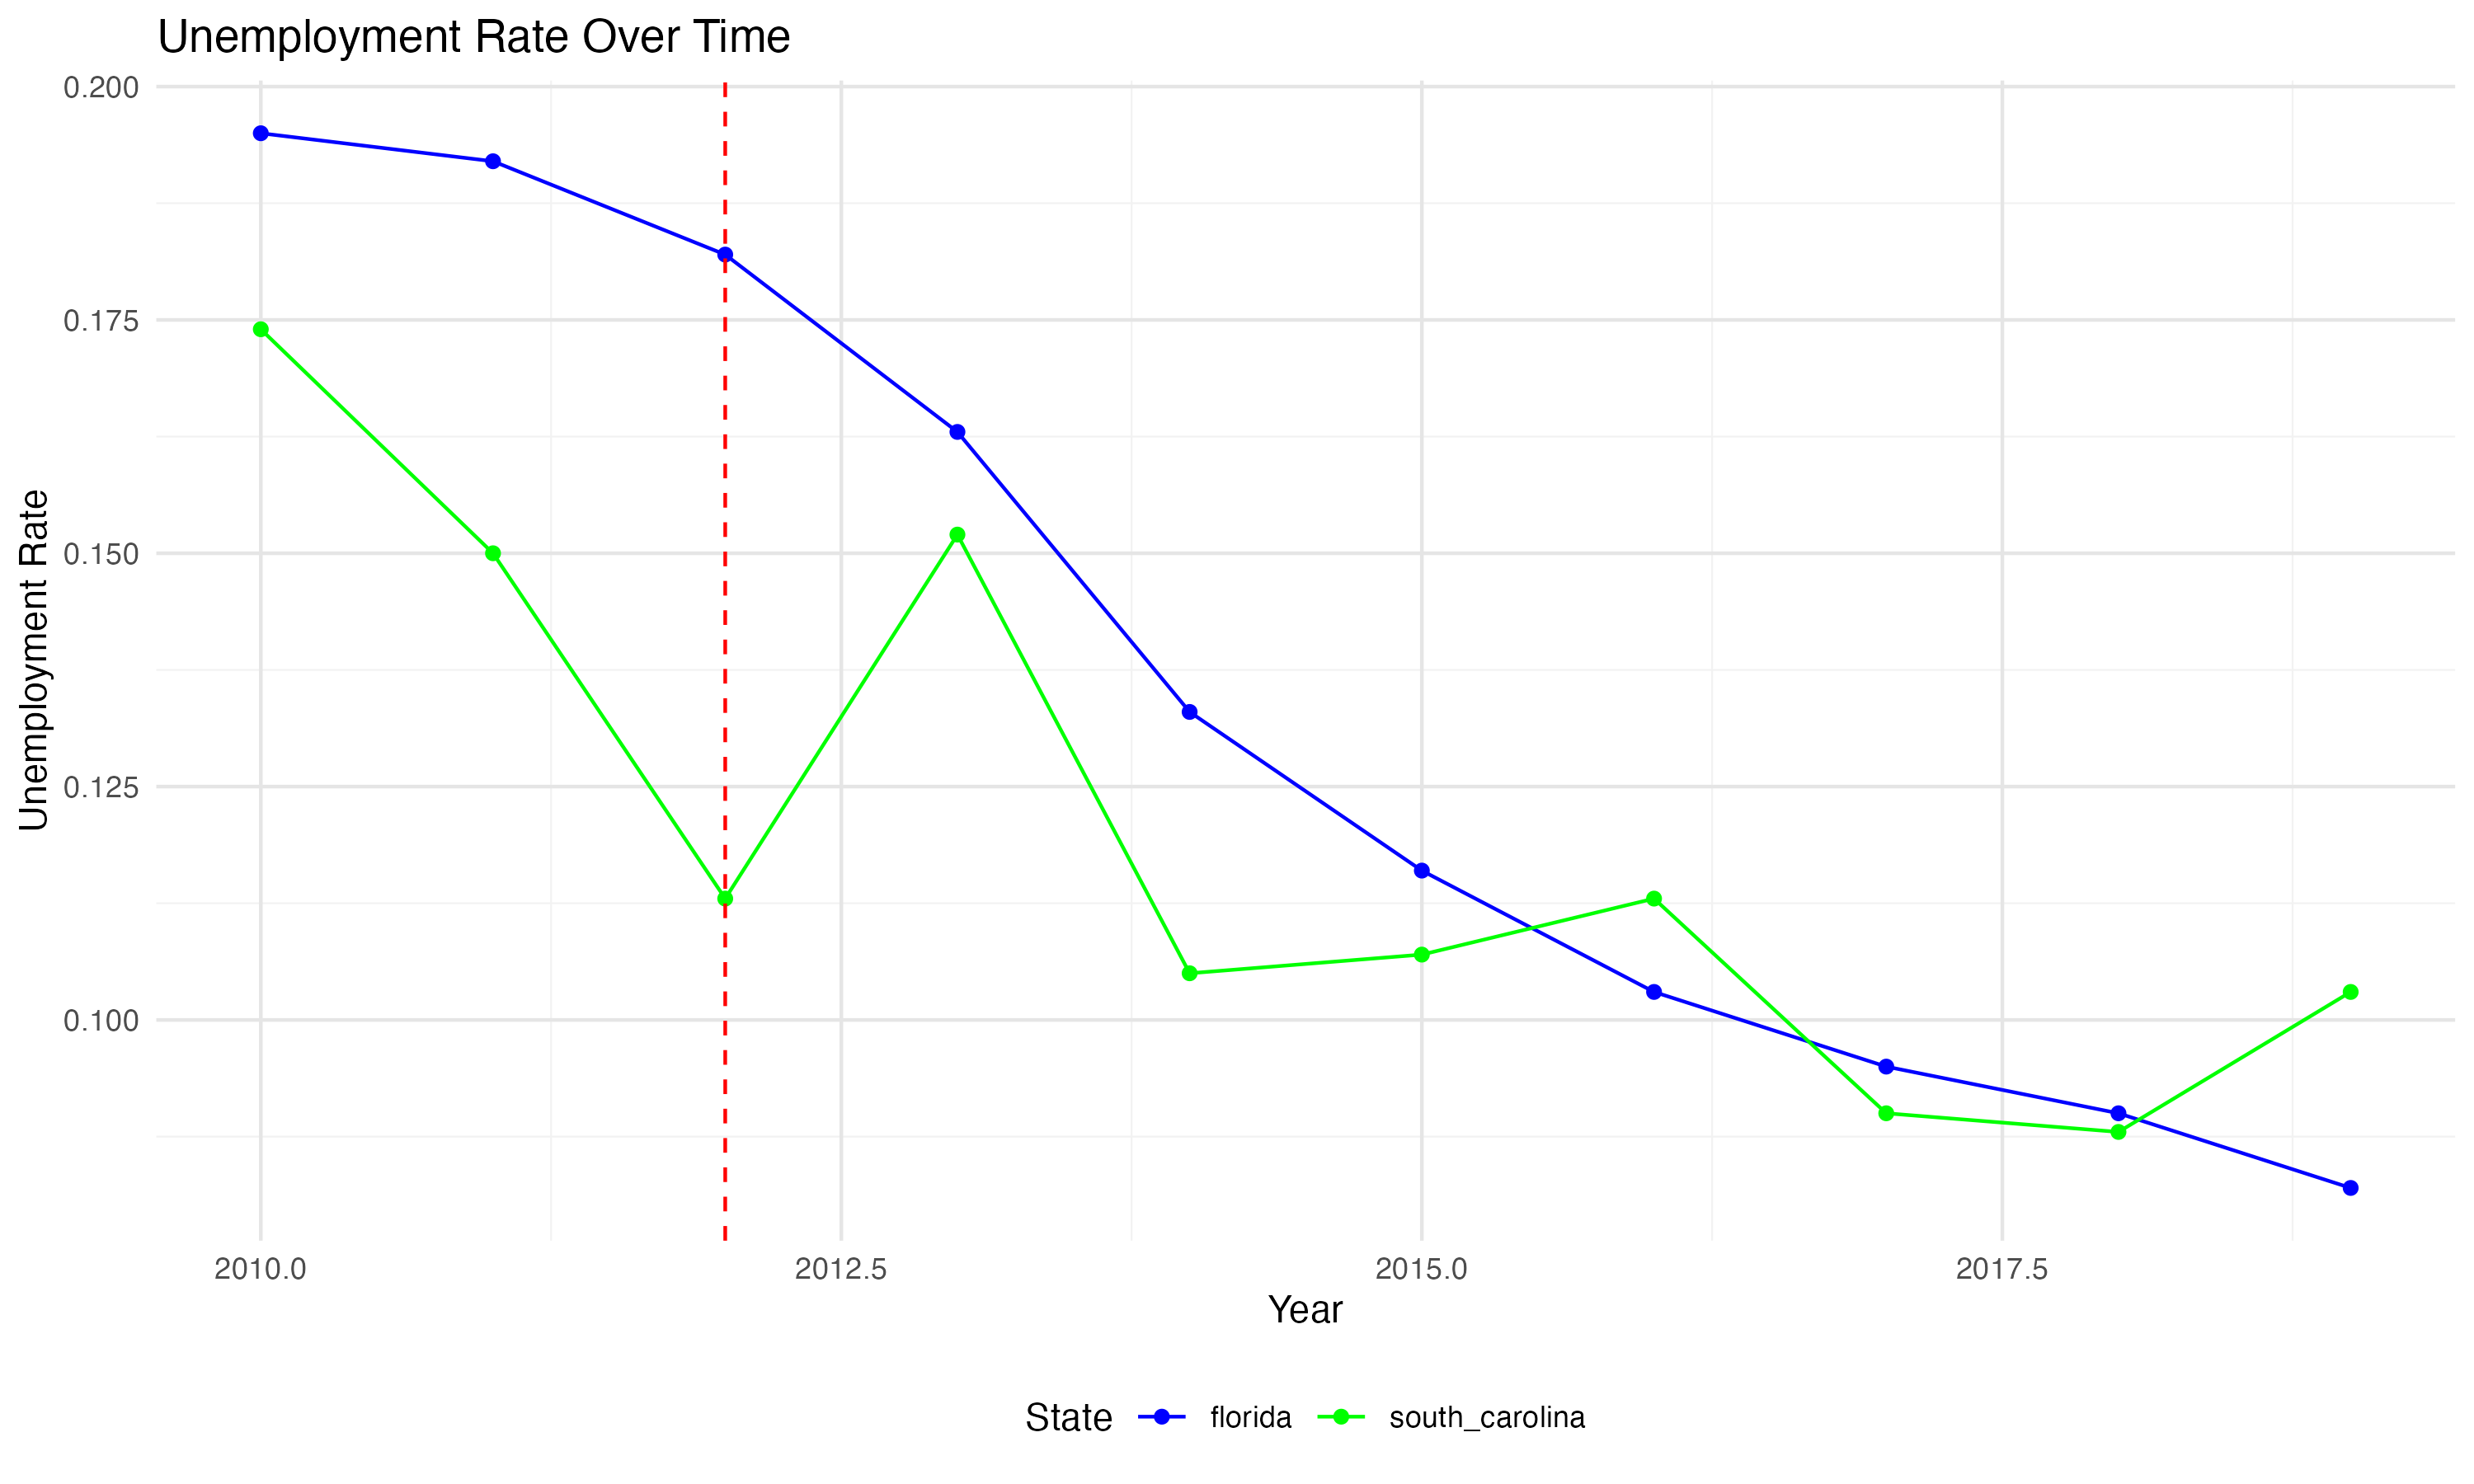 Unemployment Rate Over Time
Unemployment Rate
0.200
0.175
0.150
0.125
0.100
2010.0 2012.5 2015.0 2017.5
Year
State florida south_carolina